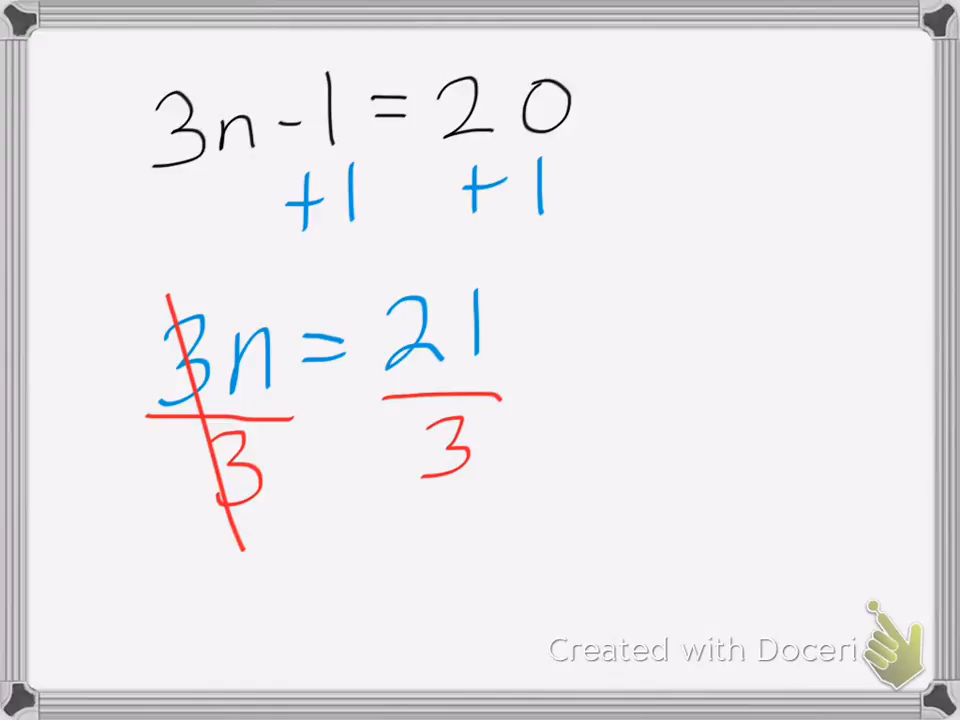 3n - 1 = 20
+1 +1
3n = 21
3 3
Created with Doceri